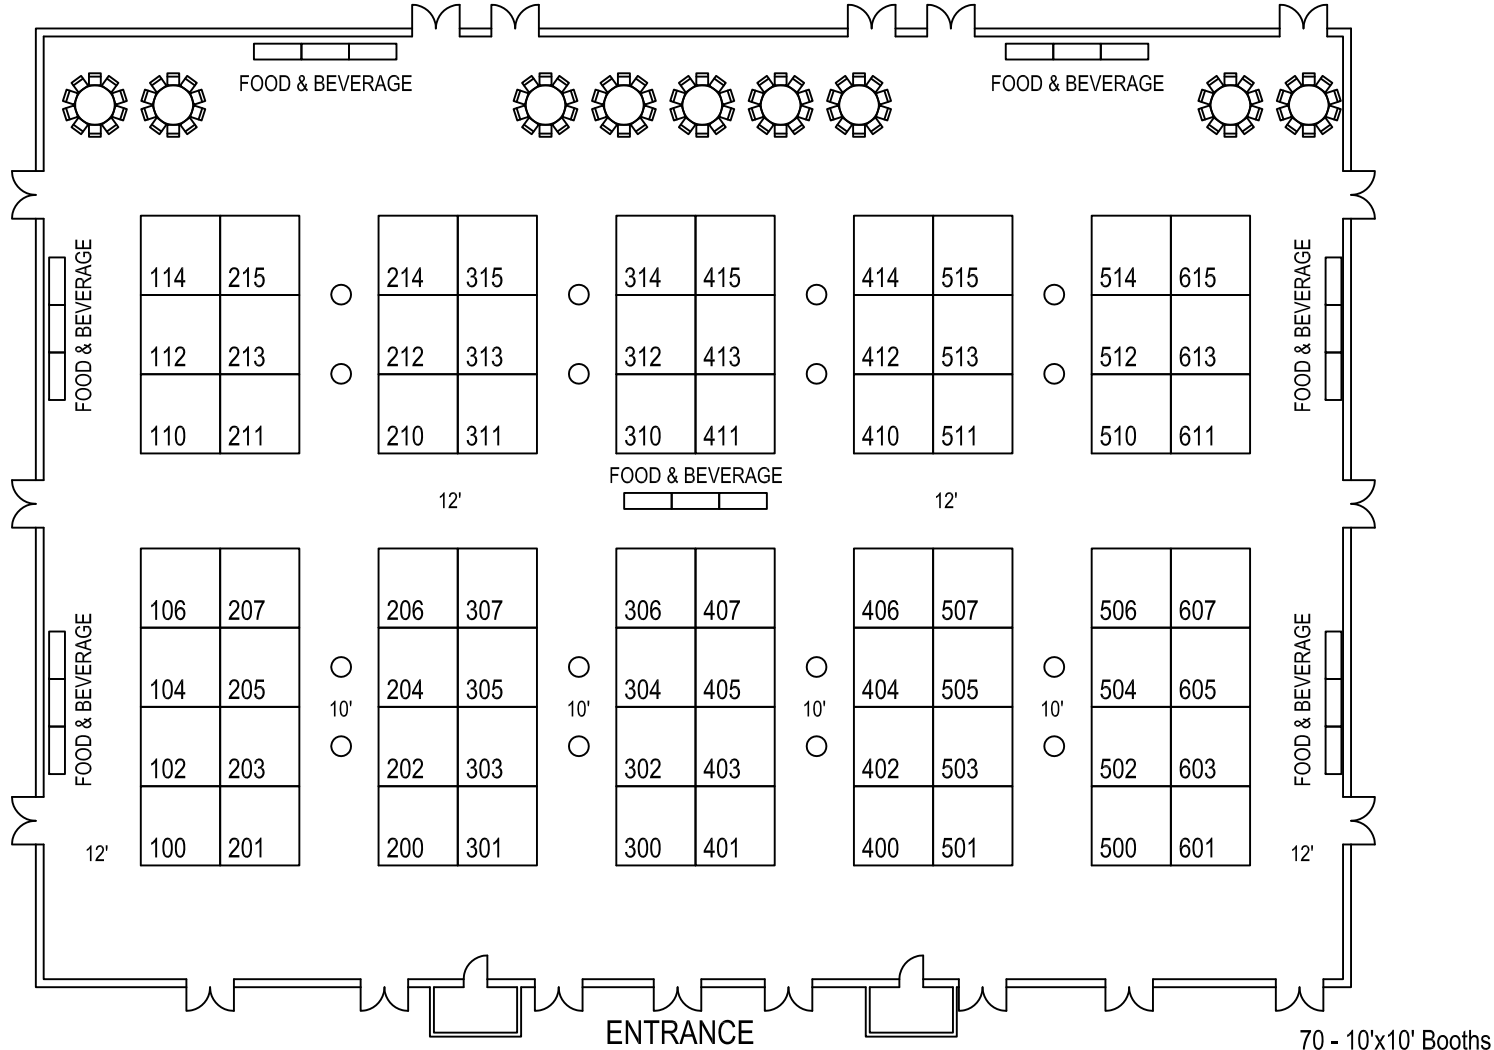 FOOD & BEVERAGE
FOOD & BEVERAGE
FOOD & BEVERAGE
FOOD & BEVERAGE
114 215 214 315 314 415 414 515 514 615
112 213 212 313 312 413 412 513 512 613
110 211 210 311 310 411 410 511 510 611
FOOD & BEVERAGE
12' 12'
106 207 206 307 306 407 406 507 506 607
FOOD & BEVERAGE
FOOD & BEVERAGE
104 205 204 305 304 405 404 505 504 605
10' 10' 10' 10'
102 203 202 303 302 403 402 503 502 603
12' 100 201 200 301 300 401 400 501 500 601 12'
ENTRANCE
70 - 10'x10' Booths